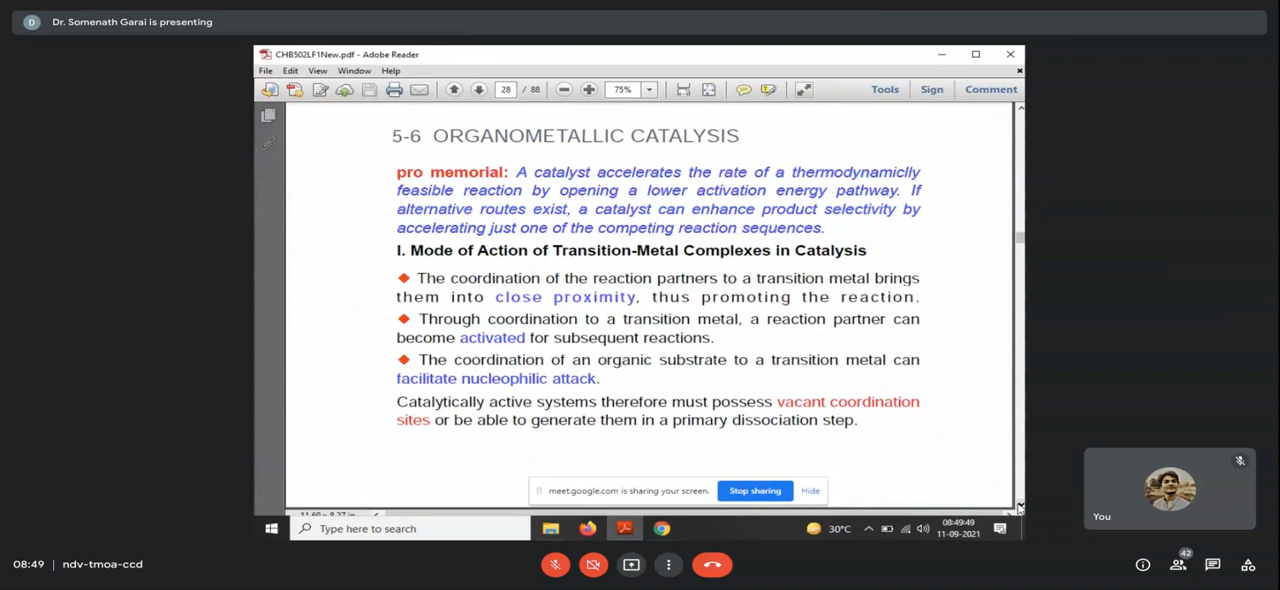 D Dr. Somenath Garai is presenting
CHB502LF1New.pdf - Adobe Reader
File Edit View Window Help
28 / 88 75% Tools Sign Comment
5-6 ORGANOMETALLIC CATALYSIS
pro memorial: A catalyst accelerates the rate of a thermodynamiclly
feasible reaction by opening a lower activation energy pathway. If
alternative routes exist, a catalyst can enhance product selectivity by
accelerating just one of the competing reaction sequences.
I. Mode of Action of Transition-Metal Complexes in Catalysis
◆ The coordination of the reaction partners to a transition metal brings
them into close proximity, thus promoting the reaction.
◆ Through coordination to a transition metal, a reaction partner can
become activated for subsequent reactions.
◆ The coordination of an organic substrate to a transition metal can
facilitate nucleophilic attack.
Catalytically active systems therefore must possess vacant coordination
sites or be able to generate them in a primary dissociation step.
meet.google.com is sharing your screen. Stop sharing Hide
You
Type here to search
30°C
08:49:49
11-09-2021
08:49 | ndv-tmoa-ccd
42